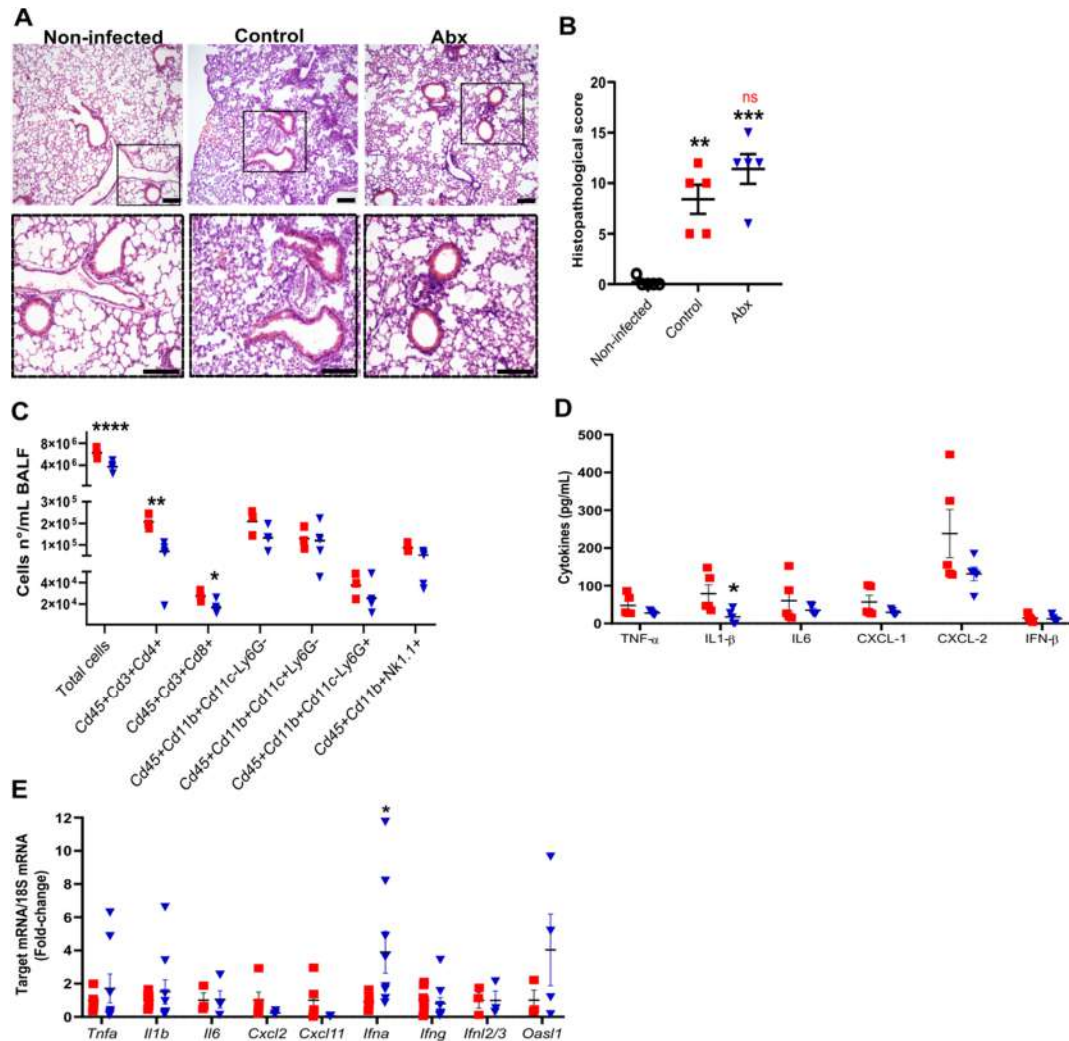 A
Non-infected Control Abx
B
Histopathological score
20
15
10
5
0
ns
** ***
Non-infected Control Abx
C
Cells n°/mL BALF
8×10⁶
4×10⁶
3×10⁵
2×10⁵
1×10⁵
4×10⁴
2×10⁴
****
**
*
Total cells
Cd45+Cd3+Cd4+
Cd45+Cd3+Cd8+
Cd45+Cd11b+Cd11c-Ly6G-
Cd45+Cd11b+Cd11c+Ly6G-
Cd45+Cd11b+Cd11c-Ly6G+
Cd45+Cd11b+Nk1.1+
D
Cytokines (pg/mL)
500
400
300
200
100
0
*
TNF-α IL1-β IL6 CXCL-1 CXCL-2 IFN-β
E
Target mRNA/18S mRNA
(Fold-change)
12
10
8
6
4
2
0
*
Tnfa Il1b Il6 Cxcl2 Cxcl11 Ifna Ifng Ifnl2/3 Oasl1